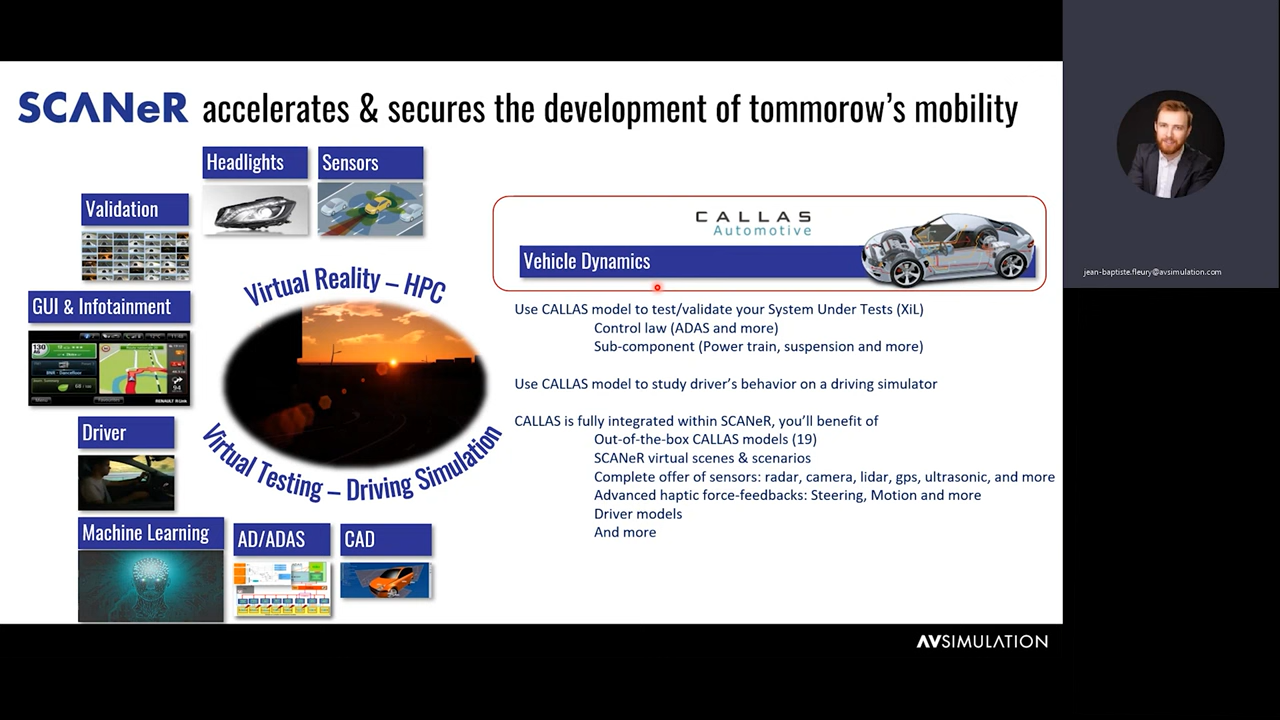 SCANeR accelerates & secures the development of tommorow's mobility
Headlights
Sensors
Validation
GUI & Infotainment
Driver
Machine Learning
AD/ADAS
CAD
Virtual Reality – HPC
Virtual Testing – Driving Simulation
CALLAS
Automotive
Vehicle Dynamics
Use CALLAS model to test/validate your System Under Tests (XiL)
Control law (ADAS and more)
Sub-component (Power train, suspension and more)
Use CALLAS model to study driver's behavior on a driving simulator
CALLAS is fully integrated within SCANeR, you'll benefit of
Out-of-the-box CALLAS models (19)
SCANeR virtual scenes & scenarios
Complete offer of sensors: radar, camera, lidar, gps, ultrasonic, and more
Advanced haptic force-feedbacks: Steering, Motion and more
Driver models
And more
AVSIMULATION
jean-baptiste.fleury@avsimulation.com
130
94
RENAULT R-Link